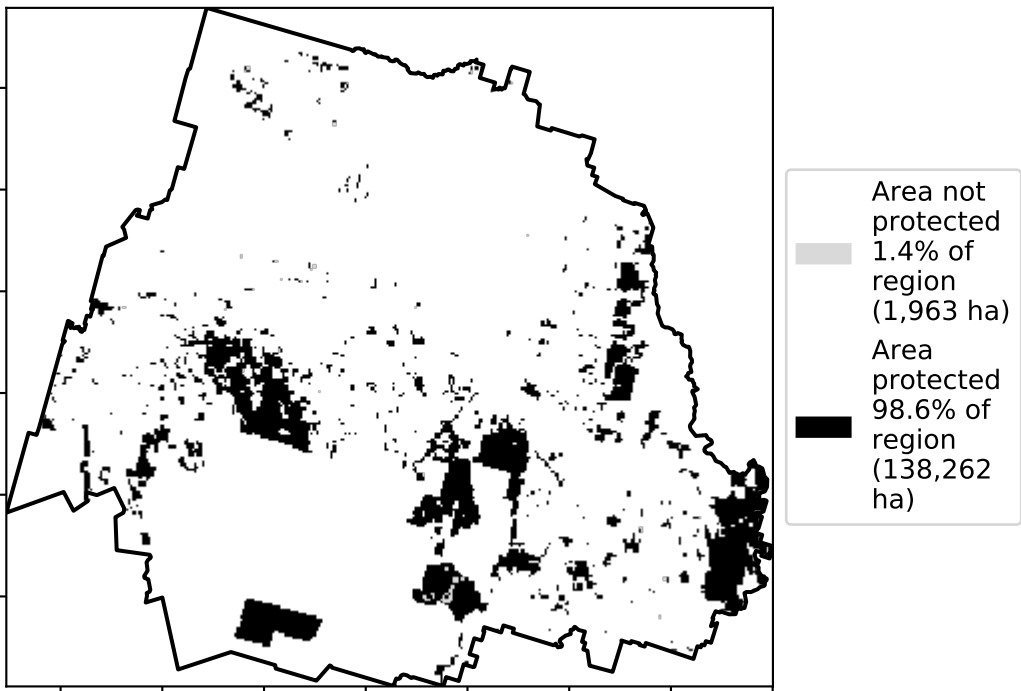 Area not
protected
1.4% of
region
(1,963 ha)
Area
protected
98.6% of
region
(138,262
ha)